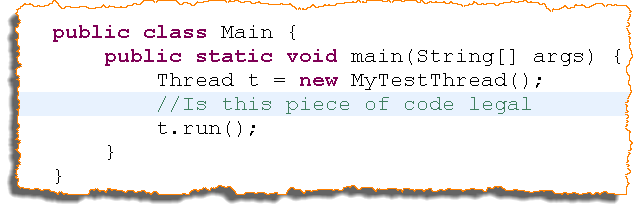 public class Main {
public static void main(String[] args) {
Thread t = new MyTestThread();
//Is this piece of code legal
t.run();
}
}